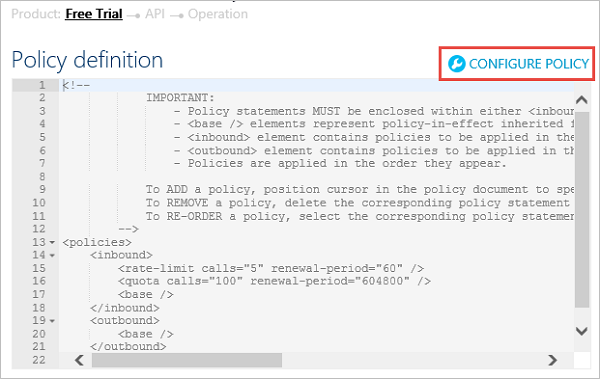 Product: Free Trial API Operation
Policy definition
CONFIGURE POLICY
1 <!--
2 IMPORTANT:
3 - Policy statements MUST be enclosed within either <inboun
4 - <base /> elements represent policy-in-effect inherited f
5 - <inbound> element contains policies to be applied in the
6 - <outbound> element contains policies to be applied in th
7 - Policies are applied in the order they appear.
8
9 To ADD a policy, position cursor in the policy document to spe
10 To REMOVE a policy, delete the corresponding policy statement
11 To RE-ORDER a policy, select the corresponding policy statemen
12 -->
13 <policies>
14 <inbound>
15 <rate-limit calls="5" renewal-period="60" />
16 <quota calls="100" renewal-period="604800" />
17 <base />
18 </inbound>
19 <outbound>
20 <base />
21 </outbound>
22